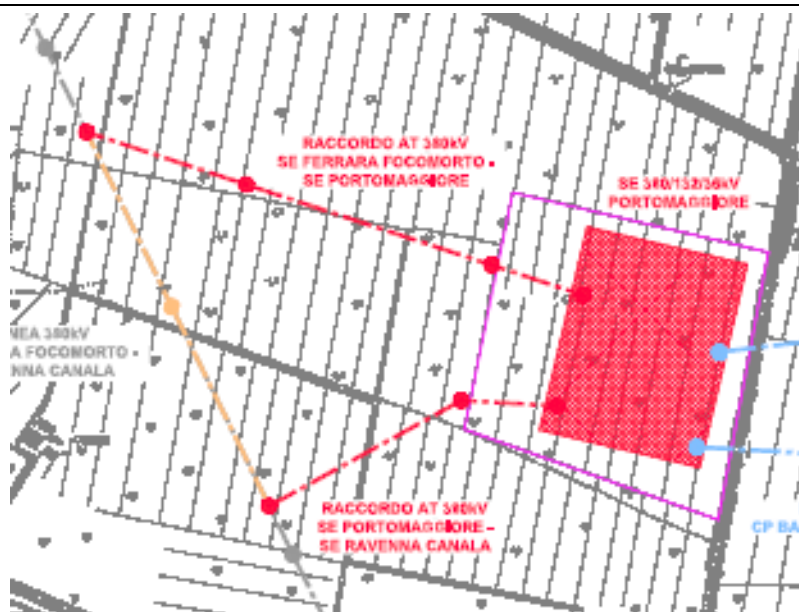 RACCORDO AT 380kV
SE FERRARA FOCOMORTO -
SE PORTOMAGGIORE
SE 380/132/36kV
PORTOMAGGIORE
NEA 380kV
A FOCOMORTO -
NNA CANALA
RACCORDO AT 380kV
SE PORTOMAGGIORE -
SE RAVENNA CANALA
CP BA